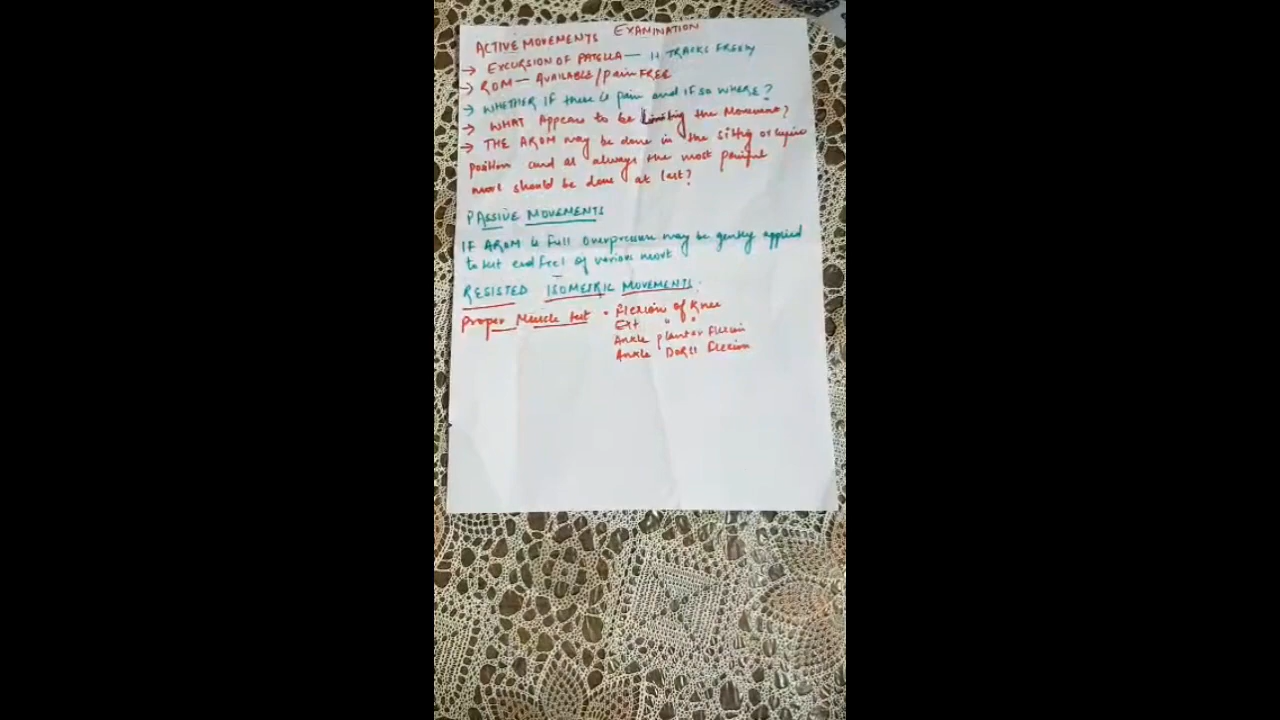 ACTIVE MOVEMENTS EXAMINATION
→ EXCURSION OF PATELLA — It TRACKS FREELY
→ ROM — AVAILABLE/pain FREE
→ WHETHER IF there is pain and IF SO WHERE?
→ WHAT Appears to be limiting the Movement?
→ THE AROM may be done in the sitting or lying
position and as always the most painful
movt should be done at last?
PASSIVE MOVEMENTS
IF AROM is full overpressure may be gently applied
to test end feel of various movt
RESISTED ISOMETRIC MOVEMENTS:
Proper Muscle test • Flexion of Knee
Ext " "
Ankle plantar flexion
Ankle Dorsi flexion